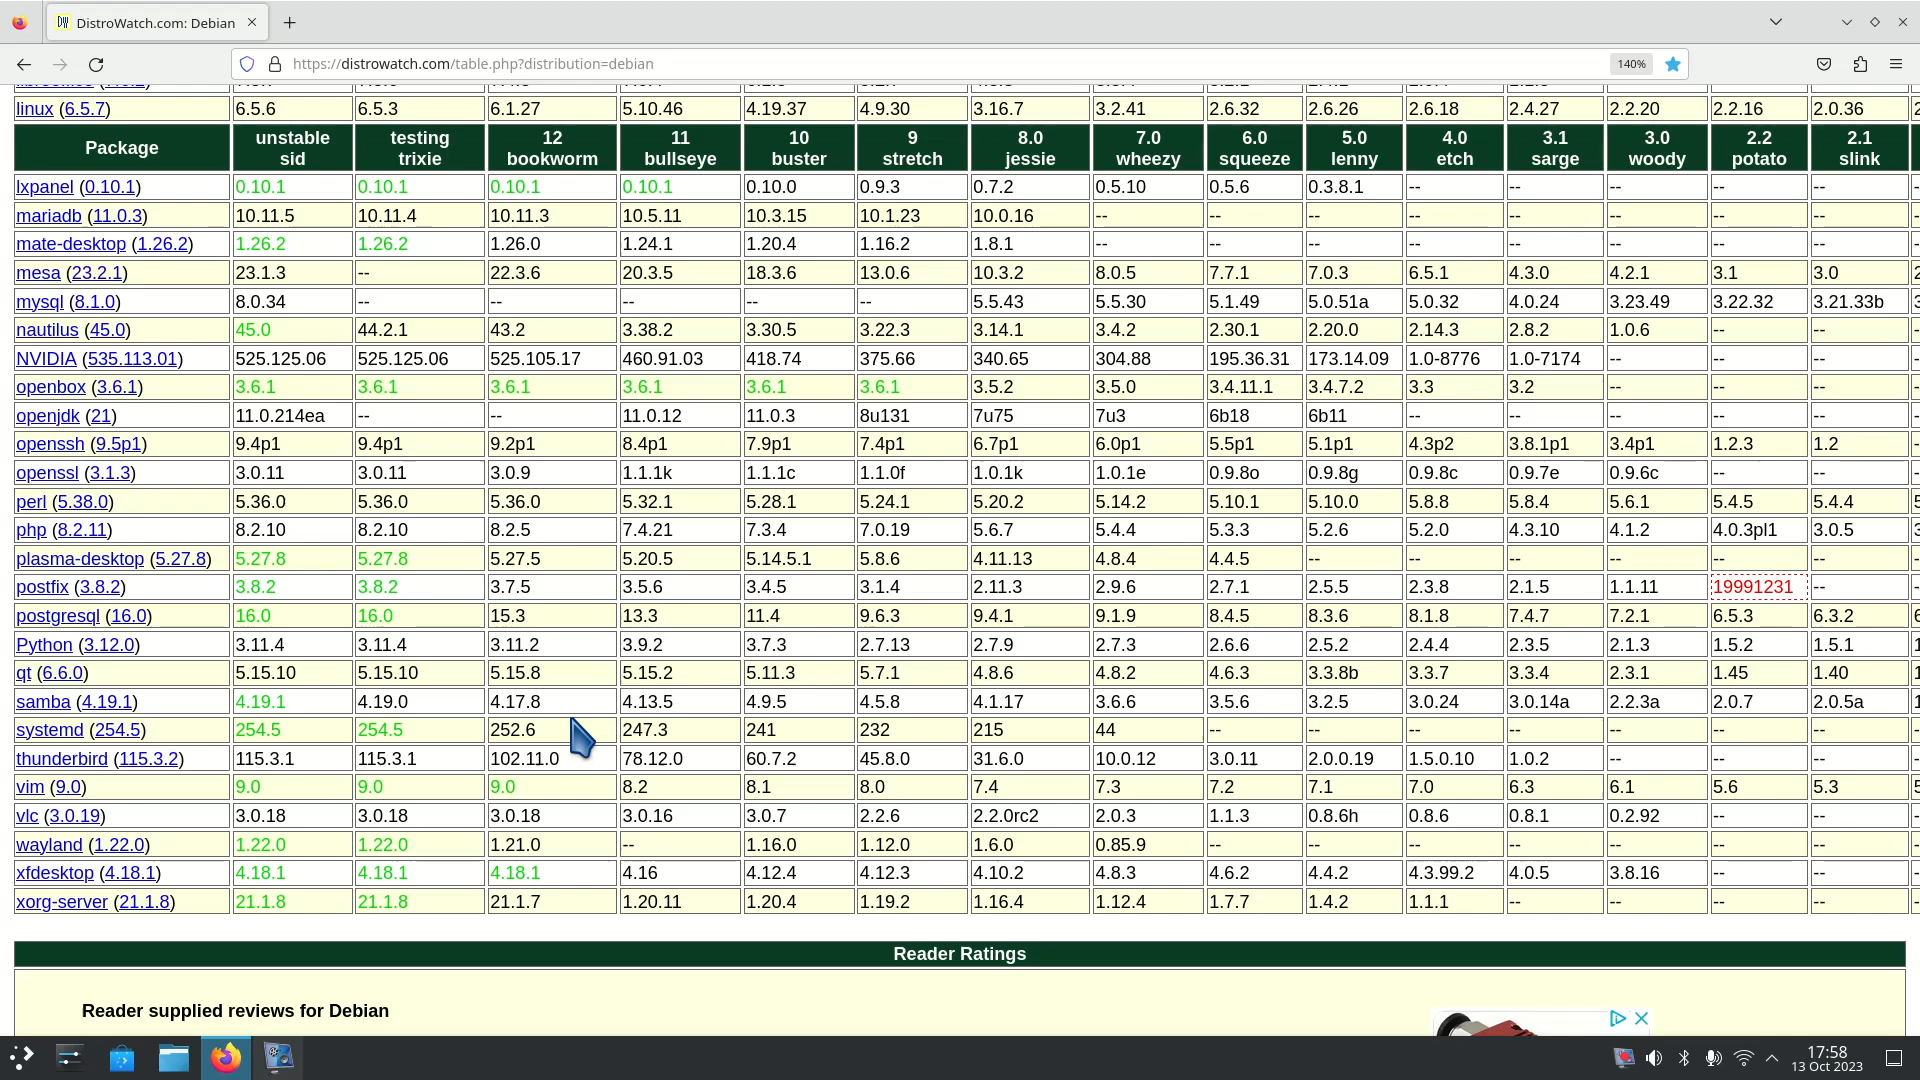 DistroWatch.com: Debian
https://distrowatch.com/table.php?distribution=debian
140%
linux (6.5.7) 6.5.6 6.5.3 6.1.27 5.10.46 4.19.37 4.9.30 3.16.7 3.2.41 2.6.32 2.6.26 2.6.18 2.4.27 2.2.20 2.2.16 2.0.36
Package unstable sid testing trixie 12 bookworm 11 bullseye 10 buster 9 stretch 8.0 jessie 7.0 wheezy 6.0 squeeze 5.0 lenny 4.0 etch 3.1 sarge 3.0 woody 2.2 potato 2.1 slink
lxpanel (0.10.1) 0.10.1 0.10.1 0.10.1 0.10.1 0.10.0 0.9.3 0.7.2 0.5.10 0.5.6 0.3.8.1 -- -- -- -- --
mariadb (11.0.3) 10.11.5 10.11.4 10.11.3 10.5.11 10.3.15 10.1.23 10.0.16 -- -- -- -- -- -- -- --
mate-desktop (1.26.2) 1.26.2 1.26.2 1.26.0 1.24.1 1.20.4 1.16.2 1.8.1 -- -- -- -- -- -- -- --
mesa (23.2.1) 23.1.3 -- 22.3.6 20.3.5 18.3.6 13.0.6 10.3.2 8.0.5 7.7.1 7.0.3 6.5.1 4.3.0 4.2.1 3.1 3.0
mysql (8.1.0) 8.0.34 -- -- -- -- -- 5.5.43 5.5.30 5.1.49 5.0.51a 5.0.32 4.0.24 3.23.49 3.22.32 3.21.33b
nautilus (45.0) 45.0 44.2.1 43.2 3.38.2 3.30.5 3.22.3 3.14.1 3.4.2 2.30.1 2.20.0 2.14.3 2.8.2 1.0.6 -- --
NVIDIA (535.113.01) 525.125.06 525.125.06 525.105.17 460.91.03 418.74 375.66 340.65 304.88 195.36.31 173.14.09 1.0-8776 1.0-7174 -- -- --
openbox (3.6.1) 3.6.1 3.6.1 3.6.1 3.6.1 3.6.1 3.6.1 3.5.2 3.5.0 3.4.11.1 3.4.7.2 3.3 3.2 -- -- --
openjdk (21) 11.0.214ea -- -- 11.0.12 11.0.3 8u131 7u75 7u3 6b18 6b11 -- -- -- -- --
openssh (9.5p1) 9.4p1 9.4p1 9.2p1 8.4p1 7.9p1 7.4p1 6.7p1 6.0p1 5.5p1 5.1p1 4.3p2 3.8.1p1 3.4p1 1.2.3 1.2
openssl (3.1.3) 3.0.11 3.0.11 3.0.9 1.1.1k 1.1.1c 1.1.0f 1.0.1k 1.0.1e 0.9.8o 0.9.8g 0.9.8c 0.9.7e 0.9.6c -- --
perl (5.38.0) 5.36.0 5.36.0 5.36.0 5.32.1 5.28.1 5.24.1 5.20.2 5.14.2 5.10.1 5.10.0 5.8.8 5.8.4 5.6.1 5.4.5 5.4.4
php (8.2.11) 8.2.10 8.2.10 8.2.5 7.4.21 7.3.4 7.0.19 5.6.7 5.4.4 5.3.3 5.2.6 5.2.0 4.3.10 4.1.2 4.0.3pl1 3.0.5
plasma-desktop (5.27.8) 5.27.8 5.27.8 5.27.5 5.20.5 5.14.5.1 5.8.6 4.11.13 4.8.4 4.4.5 -- -- -- -- -- --
postfix (3.8.2) 3.8.2 3.8.2 3.7.5 3.5.6 3.4.5 3.1.4 2.11.3 2.9.6 2.7.1 2.5.5 2.3.8 2.1.5 1.1.11 19991231 --
postgresql (16.0) 16.0 16.0 15.3 13.3 11.4 9.6.3 9.4.1 9.1.9 8.4.5 8.3.6 8.1.8 7.4.7 7.2.1 6.5.3 6.3.2
Python (3.12.0) 3.11.4 3.11.4 3.11.2 3.9.2 3.7.3 2.7.13 2.7.9 2.7.3 2.6.6 2.5.2 2.4.4 2.3.5 2.1.3 1.5.2 1.5.1
qt (6.6.0) 5.15.10 5.15.10 5.15.8 5.15.2 5.11.3 5.7.1 4.8.6 4.8.2 4.6.3 3.3.8b 3.3.7 3.3.4 2.3.1 1.45 1.40
samba (4.19.1) 4.19.1 4.19.0 4.17.8 4.13.5 4.9.5 4.5.8 4.1.17 3.6.6 3.5.6 3.2.5 3.0.24 3.0.14a 2.2.3a 2.0.7 2.0.5a
systemd (254.5) 254.5 254.5 252.6 247.3 241 232 215 44 -- -- -- -- -- -- --
thunderbird (115.3.2) 115.3.1 115.3.1 102.11.0 78.12.0 60.7.2 45.8.0 31.6.0 10.0.12 3.0.11 2.0.0.19 1.5.0.10 1.0.2 -- -- --
vim (9.0) 9.0 9.0 9.0 8.2 8.1 8.0 7.4 7.3 7.2 7.1 7.0 6.3 6.1 5.6 5.3
vlc (3.0.19) 3.0.18 3.0.18 3.0.18 3.0.16 3.0.7 2.2.6 2.2.0rc2 2.0.3 1.1.3 0.8.6h 0.8.6 0.8.1 0.2.92 -- --
wayland (1.22.0) 1.22.0 1.22.0 1.21.0 -- 1.16.0 1.12.0 1.6.0 0.85.9 -- -- -- -- -- -- --
xfdesktop (4.18.1) 4.18.1 4.18.1 4.18.1 4.16 4.12.4 4.12.3 4.10.2 4.8.3 4.6.2 4.4.2 4.3.99.2 4.0.5 3.8.16 -- --
xorg-server (21.1.8) 21.1.8 21.1.8 21.1.7 1.20.11 1.20.4 1.19.2 1.16.4 1.12.4 1.7.7 1.4.2 1.1.1 -- -- -- --
Reader Ratings
Reader supplied reviews for Debian
17:58
13 Oct 2023